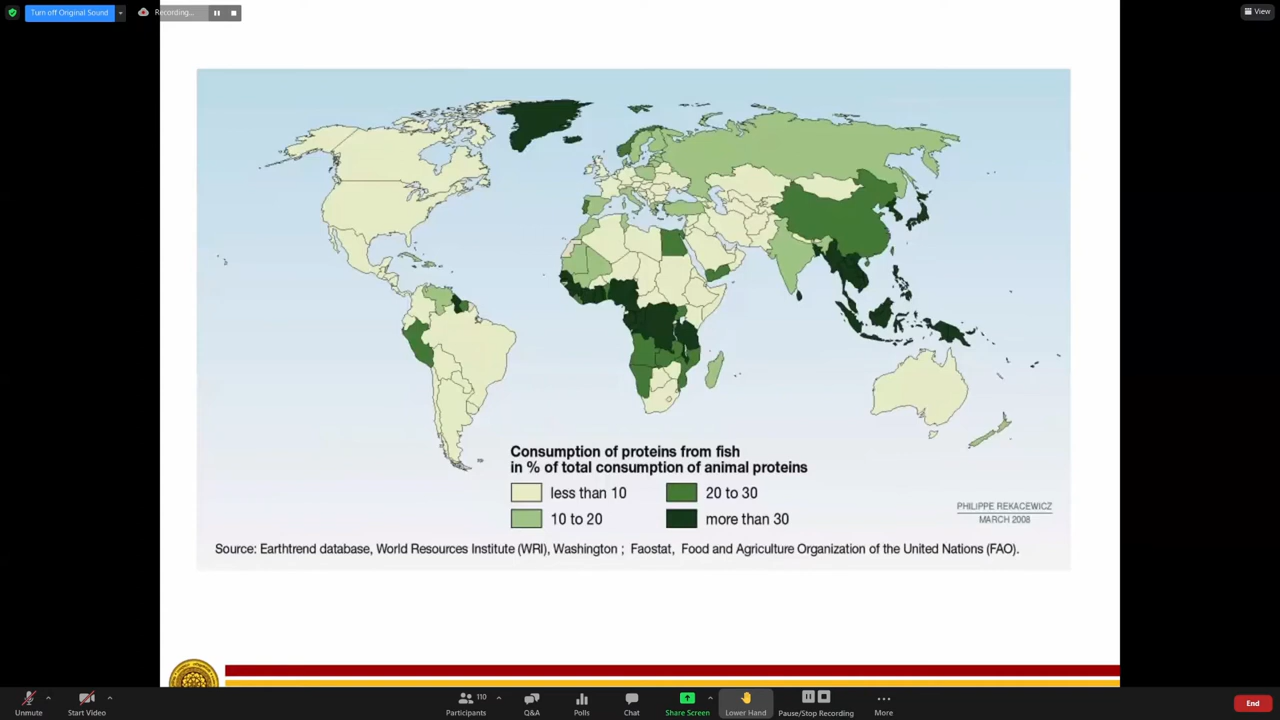 Turn off Original Sound
Recording...
View
Consumption of proteins from fish
in % of total consumption of animal proteins
less than 10
20 to 30
10 to 20
more than 30
PHILIPPE REKACEWICZ
MARCH 2008
Source: Earthtrend database, World Resources Institute (WRI), Washington ; Faostat, Food and Agriculture Organization of the United Nations (FAO).
Unmute
Start Video
Participants
110
Q&A
Polls
Chat
Share Screen
Lower Hand
Pause/Stop Recording
More
End